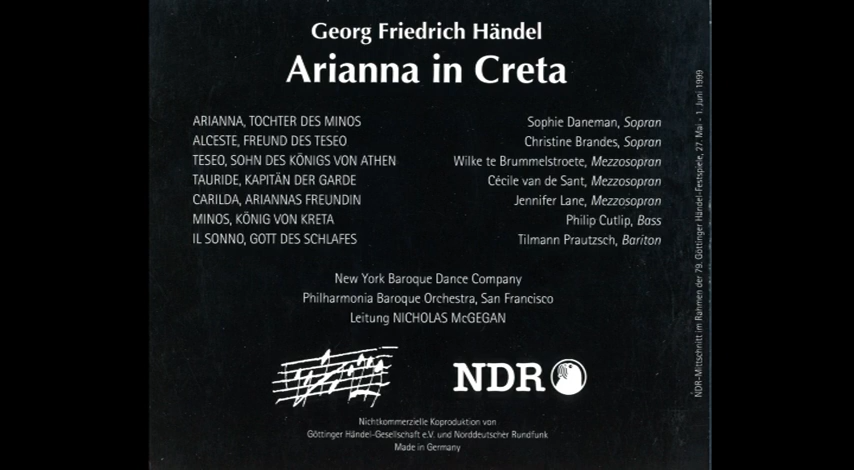 Georg Friedrich Händel
Arianna in Creta
ARIANNA, TOCHTER DES MINOS Sophie Daneman, Sopran
ALCESTE, FREUND DES TESEO Christine Brandes, Sopran
TESEO, SOHN DES KÖNIGS VON ATHEN Wilke te Brummelstroete, Mezzosopran
TAURIDE, KAPITÄN DER GARDE Cécile van de Sant, Mezzosopran
CARILDA, ARIANNAS FREUNDIN Jennifer Lane, Mezzosopran
MINOS, KÖNIG VON KRETA Philip Cutlip, Bass
IL SONNO, GOTT DES SCHLAFES Tilmann Prautzsch, Bariton
New York Baroque Dance Company
Philharmonia Baroque Orchestra, San Francisco
Leitung NICHOLAS McGEGAN
NDR
Nichtkommerzielle Koproduktion von
Göttinger Händel-Gesellschaft e.V. und Norddeutscher Rundfunk
Made in Germany
NDR-Mittschnitt im Rahmen der 79. Göttinger Händel-Festspiele, 27. Mai - 1. Juni 1999